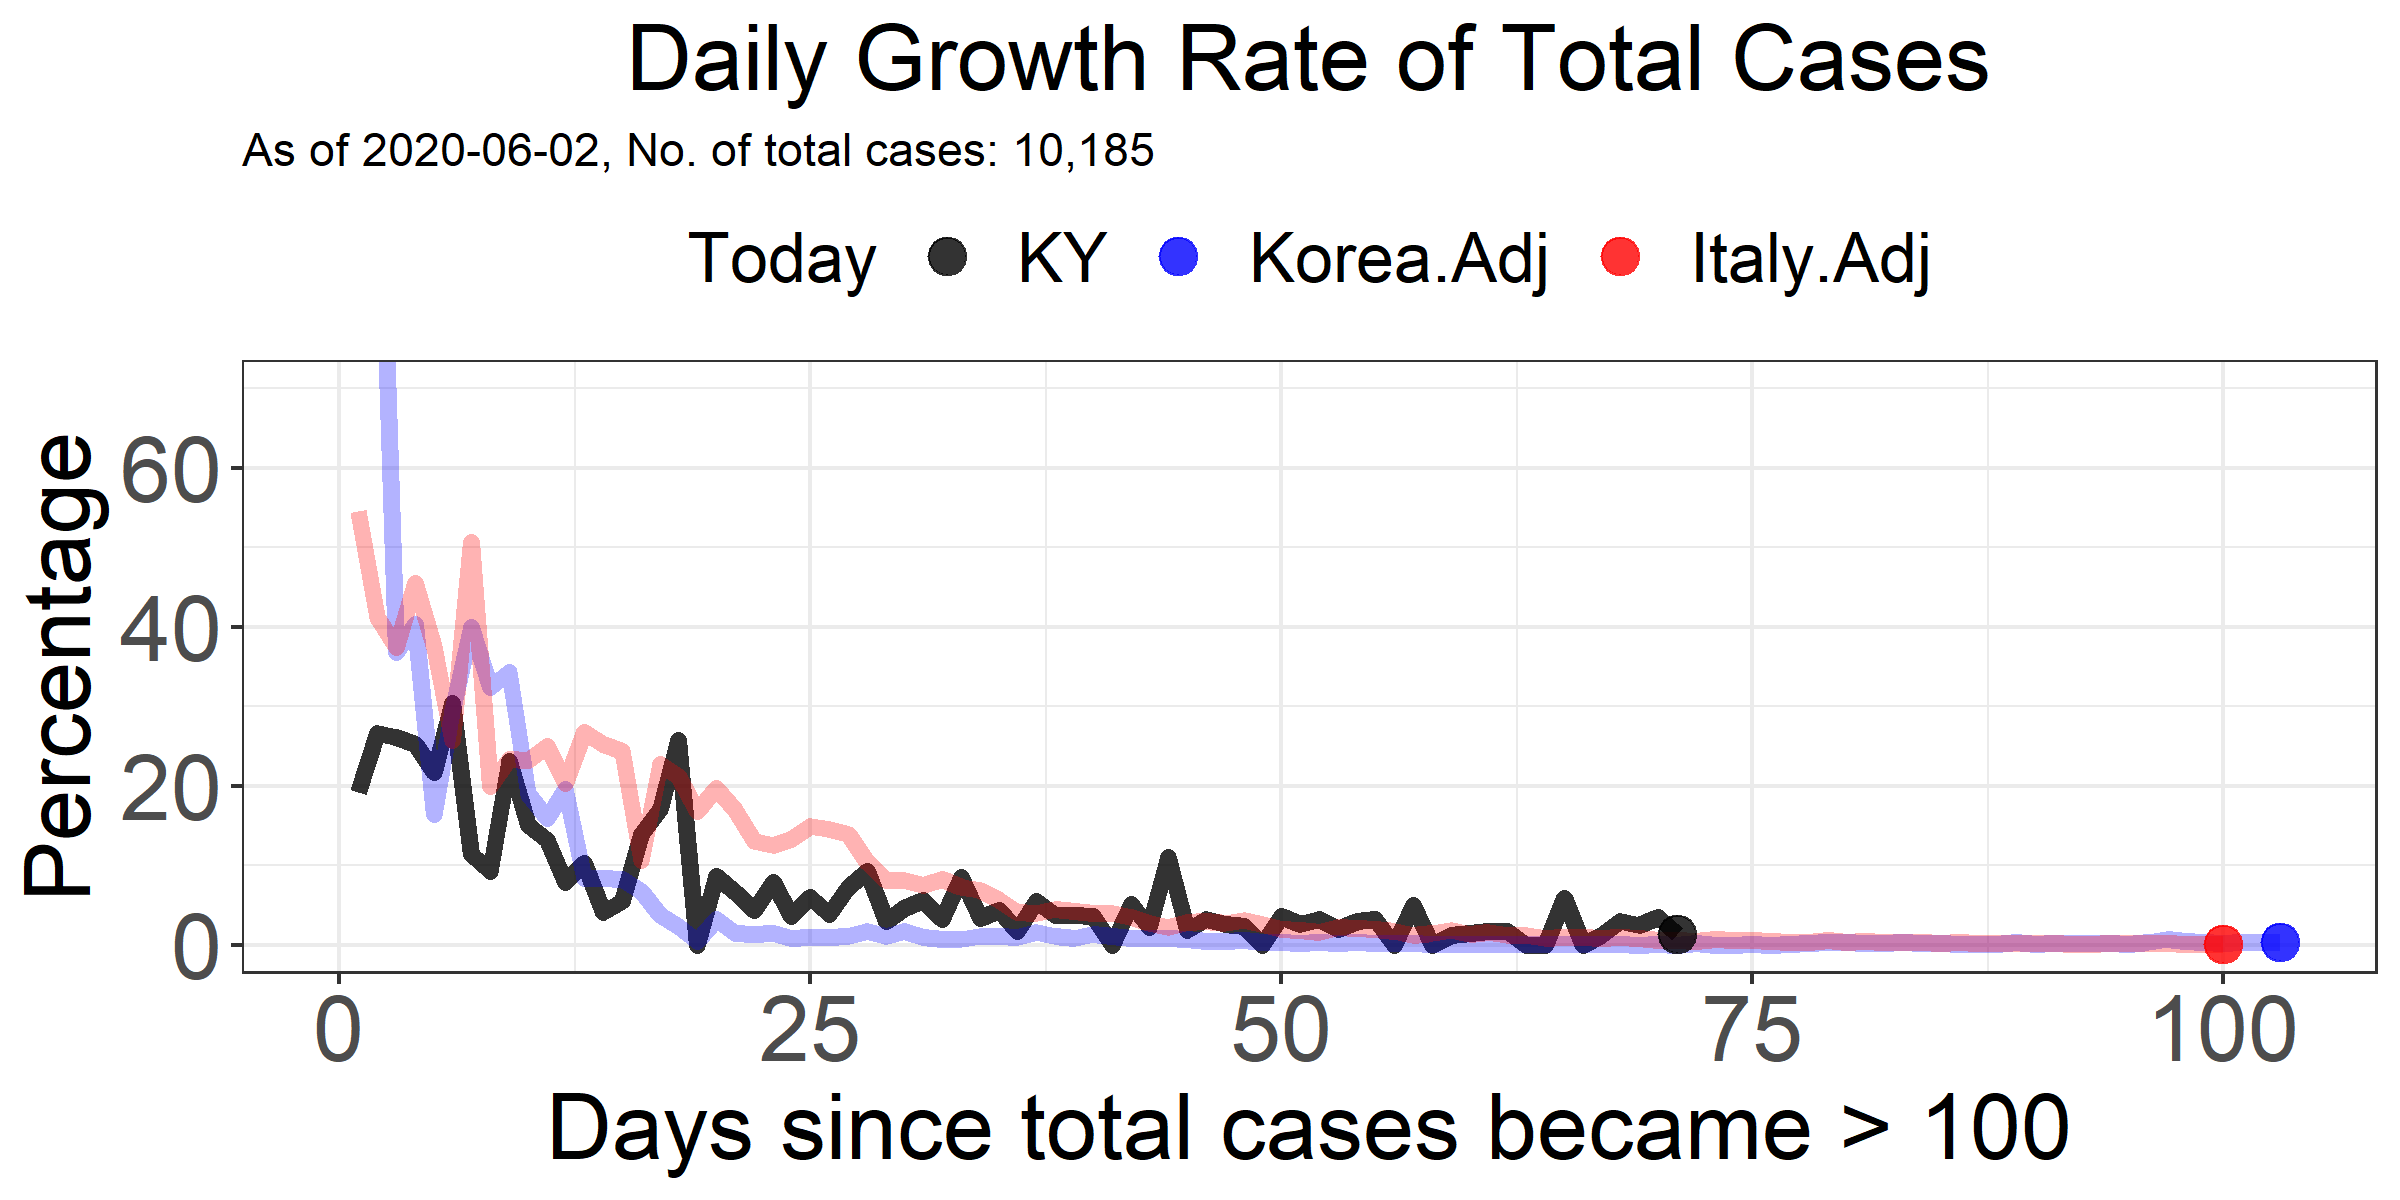 Daily Growth Rate of Total Cases
As of 2020-06-02, No. of total cases: 10,185
Today KY Korea.Adj Italy.Adj
Percentage
60
40
20
0
0 25 50 75 100
Days since total cases became > 100